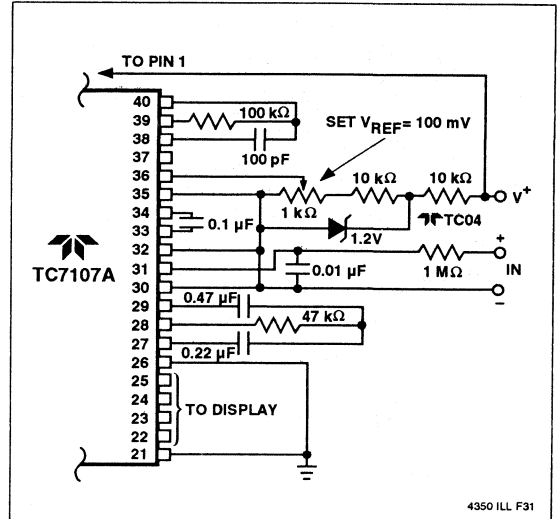 TO PIN 1
40
39
38
37
36
35
34
33
32
31
30
29
28
27
26
25
24
23
22
21
TC7107A
100 kΩ
100 pF
SET VREF = 100 mV
10 kΩ
10 kΩ
V+
1 kΩ
TC04
0.1 µF
1.2V
+
0.01 µF
1 MΩ
IN
–
0.47 µF
47 kΩ
0.22 µF
TO DISPLAY
4350 ILL F31